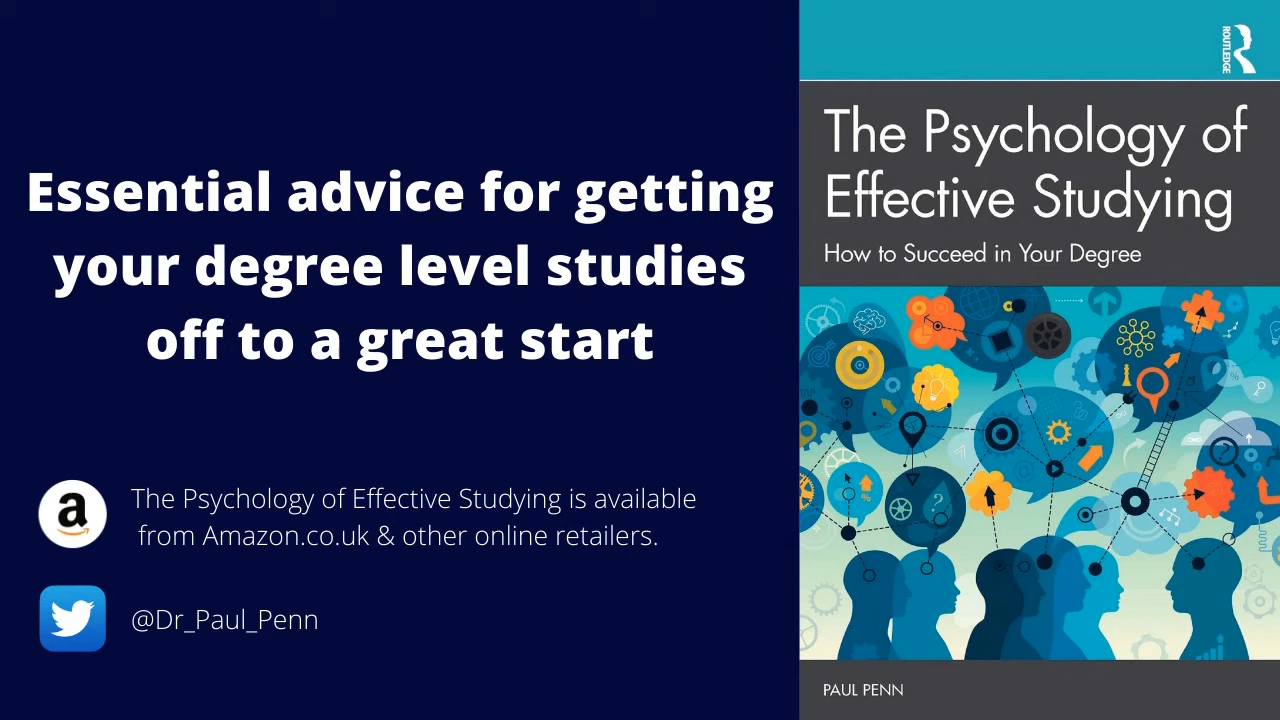 Essential advice for getting
your degree level studies
off to a great start
The Psychology of Effective Studying is available
from Amazon.co.uk & other online retailers.
@Dr_Paul_Penn
ROUTLEDGE
The Psychology of
Effective Studying
How to Succeed in Your Degree
PAUL PENN